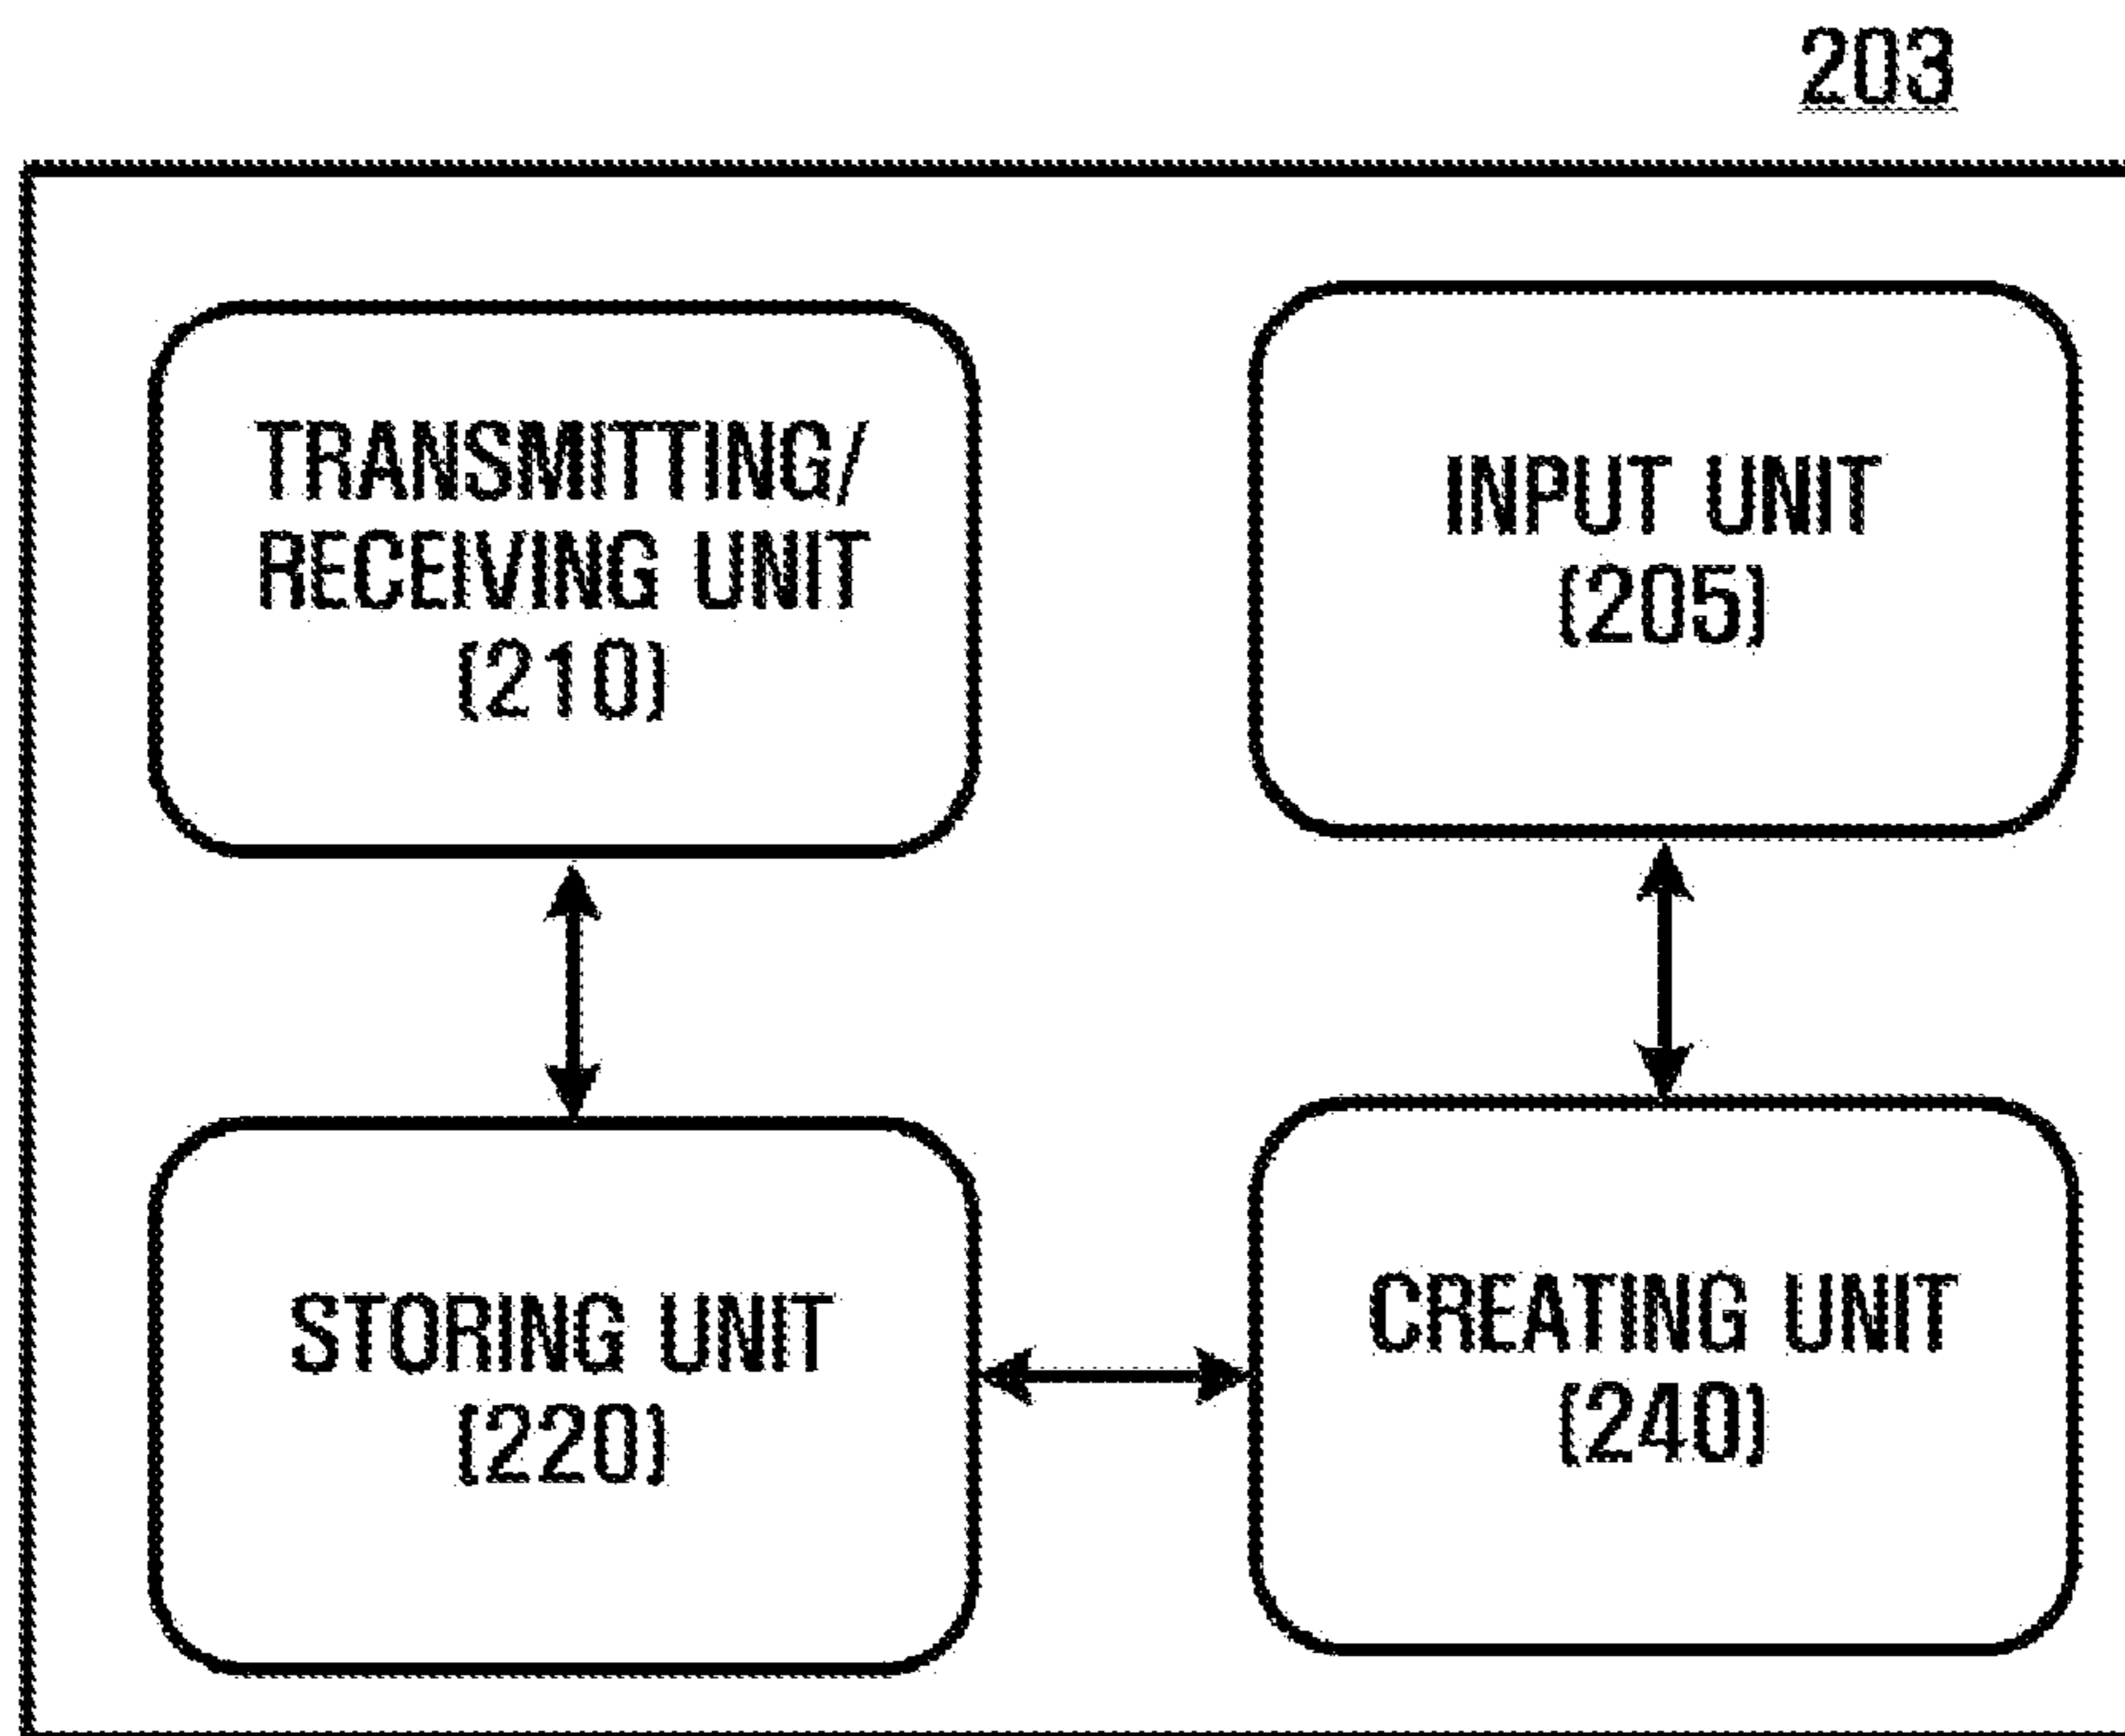 203
TRANSMITTING/
RECEIVING UNIT
(210)
INPUT UNIT
(205)
STORING UNIT
(220)
CREATING UNIT
(240)